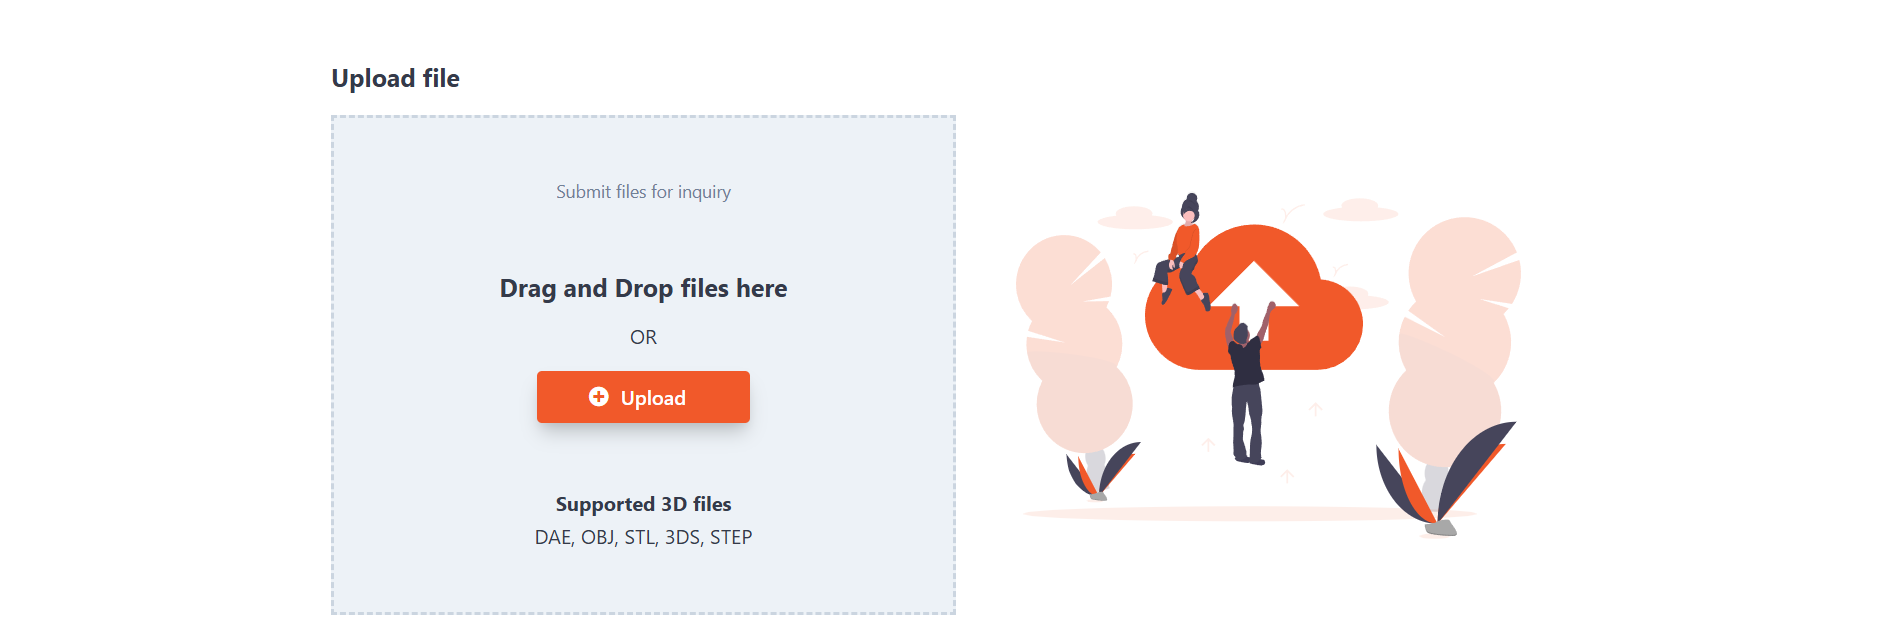 Upload file
Submit files for inquiry
Drag and Drop files here
OR
Upload
Supported 3D files
DAE, OBJ, STL, 3DS, STEP